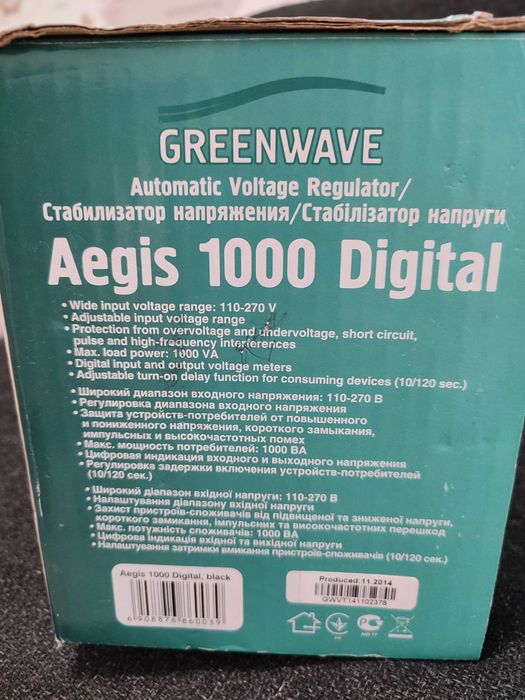 GREENWAVE
Automatic Voltage Regulator/
Стабилизатор напряжения/Стабілізатор напруги
Aegis 1000 Digital
• Wide input voltage range: 110-270 V
• Adjustable input voltage range
• Protection from overvoltage and undervoltage, short circuit,
pulse and high-frequency interferences
• Max. load power: 1000 VA
• Digital input and output voltage meters
• Adjustable turn-on delay function for consuming devices (10/120 sec.)
• Широкий диапазон входного напряжения: 110-270 В
• Регулировка диапазона входного напряжения
• Защита устройств-потребителей от повышенного
и пониженного напряжения, короткого замыкания,
импульсных и высокочастотных помех
• Макс. мощность потребителей: 1000 ВА
• Цифровая индикация входного и выходного напряжения
• Регулировка задержки включения устройств-потребителей
(10/120 сек.)
• Широкий діапазон вхідної напруги: 110-270 В
• Налаштування діапазону вхідної напруги
• Захист пристроїв-споживачів від підвищеної та зниженої напруги,
короткого замикання, імпульсних та високочастотних перешкод
• Макс. потужність споживачів: 1000 ВА
• Цифрова індикація вхідної та вихідної напруги
• Налаштування затримки вмикання пристроїв-споживачів (10/120 сек.)
Aegis 1000 Digital, black
6 908876 860039
Produced:11.2014
GWVT141102378